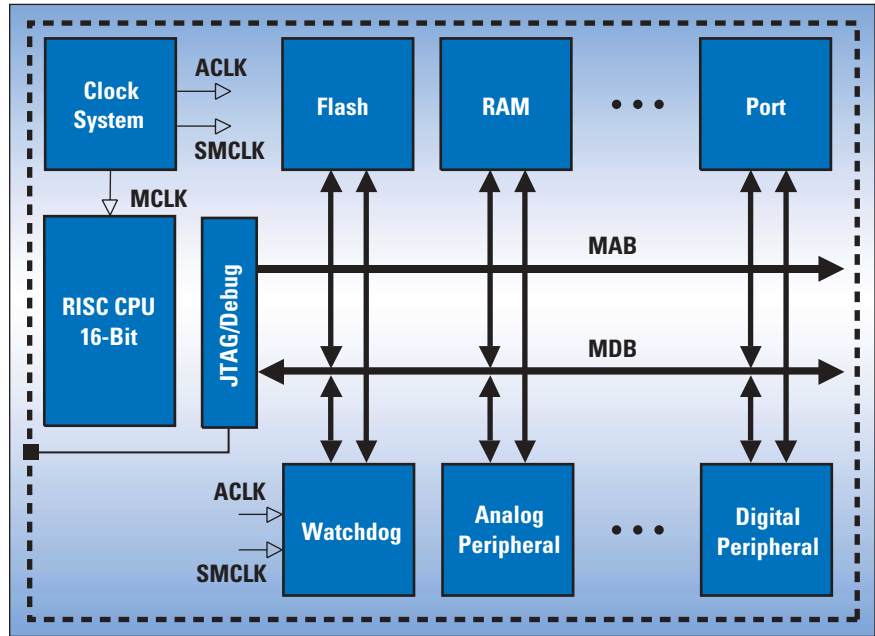 Clock
System
ACLK
SMCLK
MCLK
Flash
RAM
Port
RISC CPU
16-Bit
JTAG/Debug
MAB
MDB
ACLK
SMCLK
Watchdog
Analog
Peripheral
Digital
Peripheral